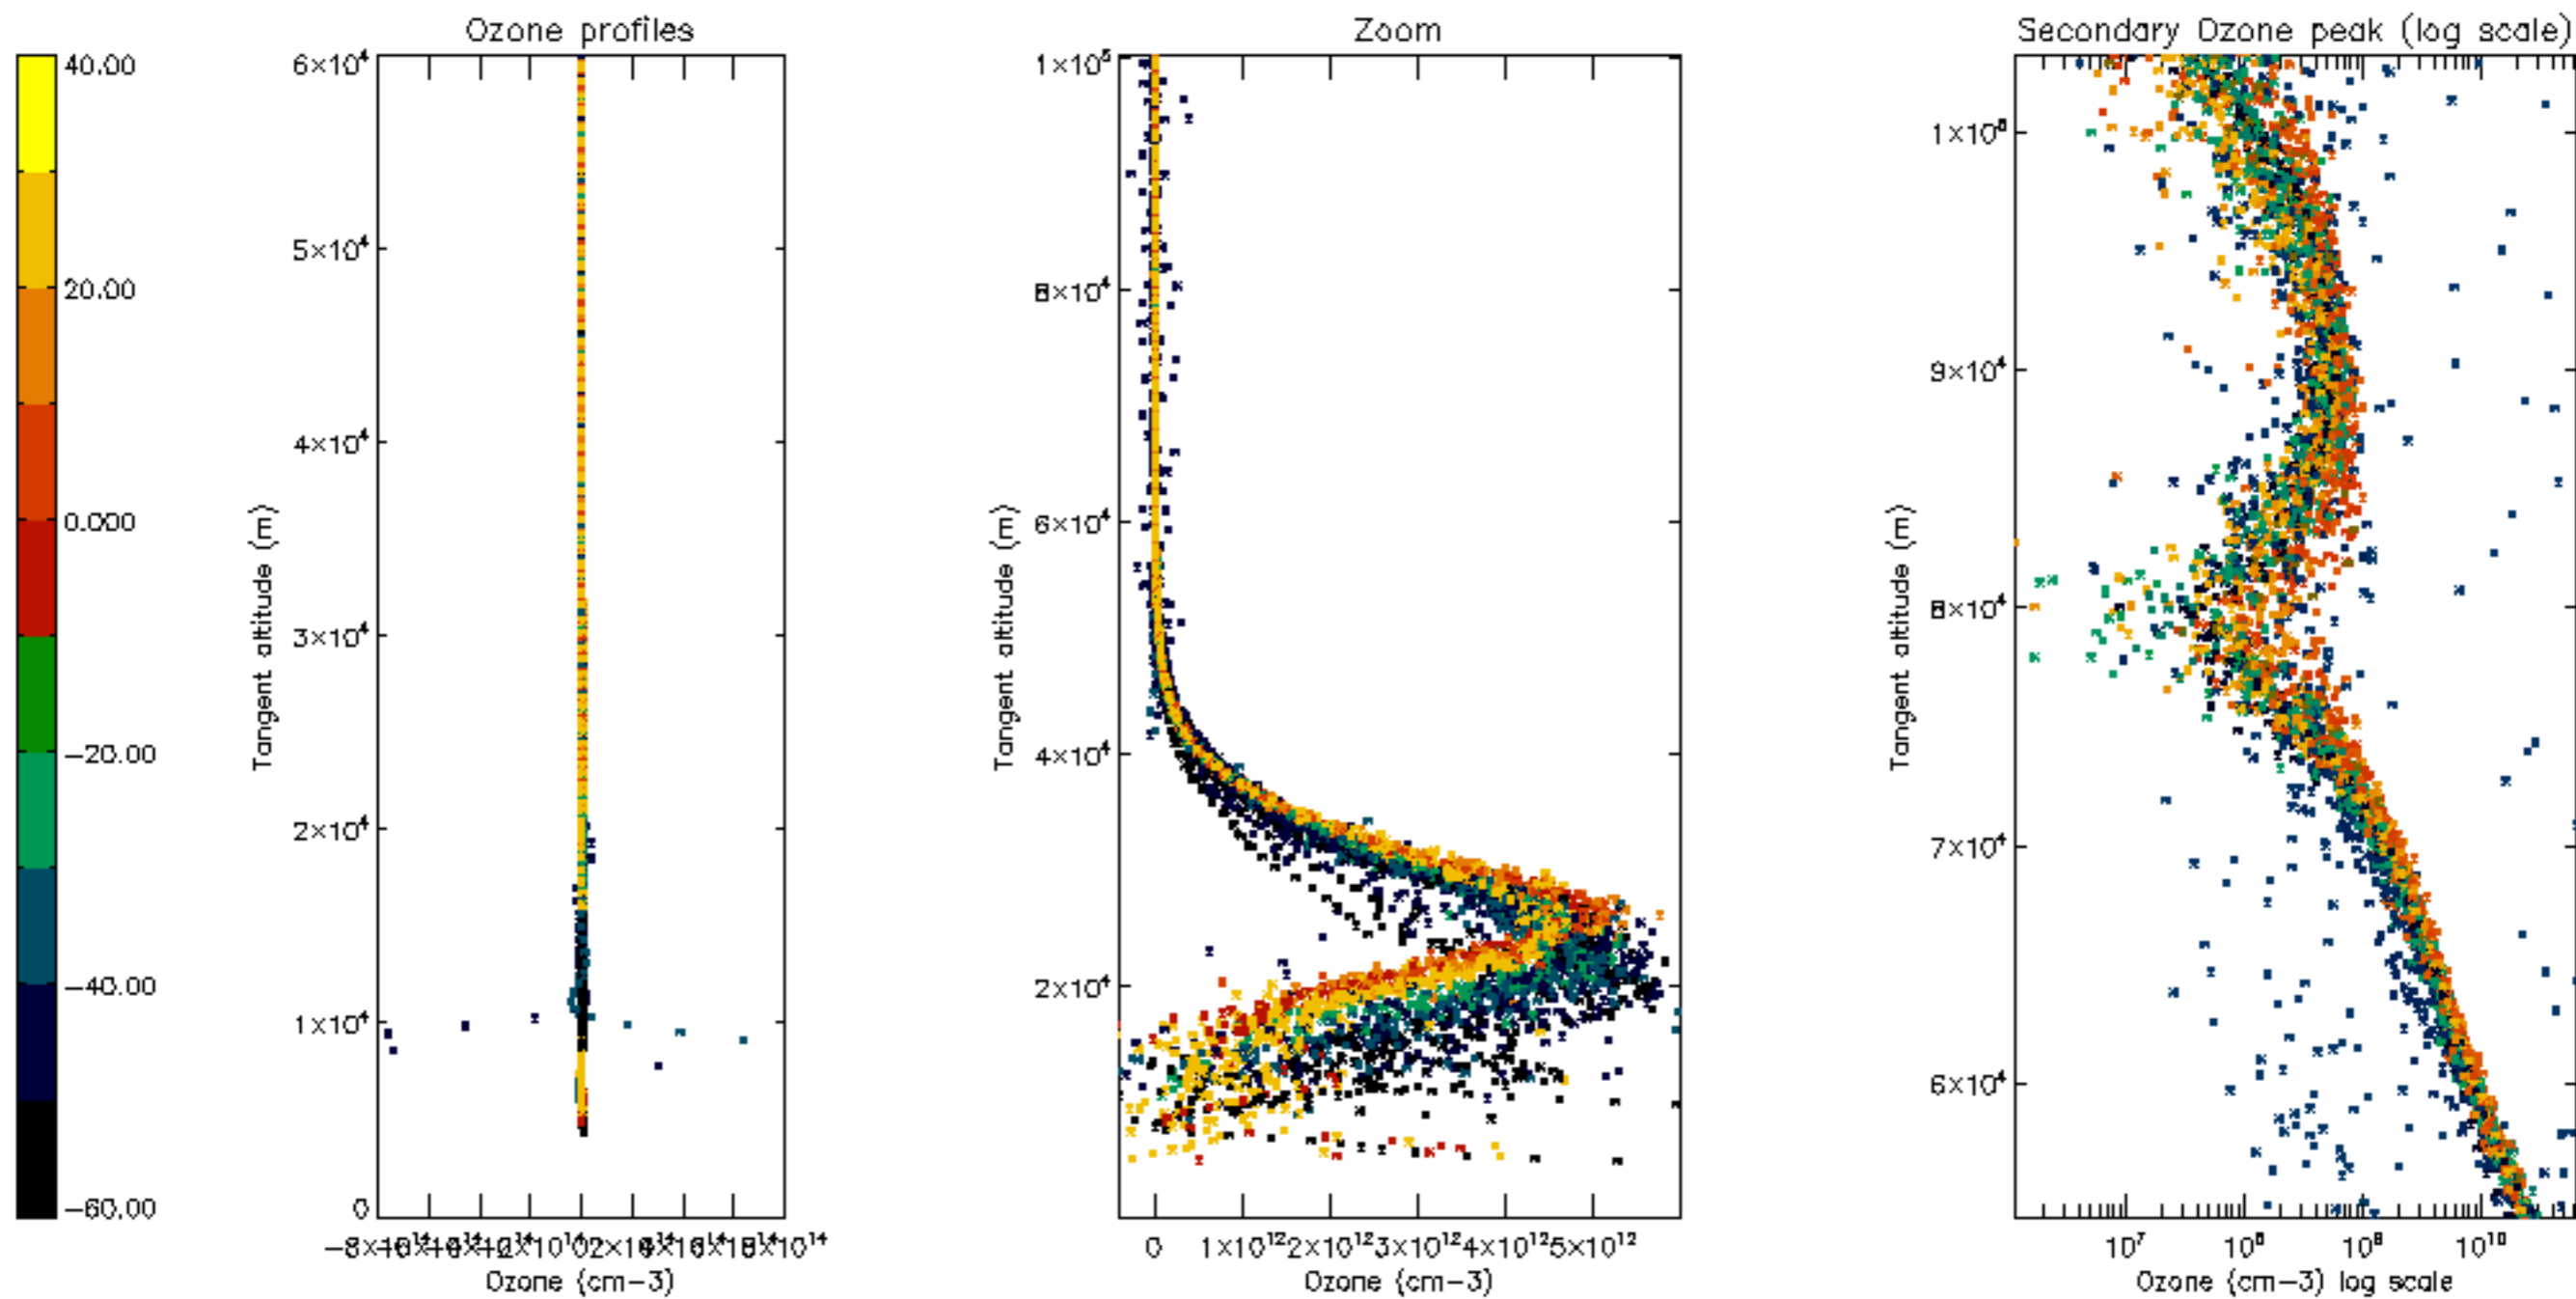 Ozone profiles
Zoom
Secondary Ozone peak (log scale)
40.00
20.00
0.000
−20.00
−40.00
−60.00
6×10⁴
5×10⁴
4×10⁴
3×10⁴
2×10⁴
1×10⁴
0
Tangent altitude (m)
Ozone (cm−3)
1×10⁵
8×10⁴
6×10⁴
4×10⁴
2×10⁴
Tangent altitude (m)
0 1×10¹² 2×10¹² 3×10¹² 4×10¹² 5×10¹²
Ozone (cm−3)
9×10⁴
8×10⁴
7×10⁴
6×10⁴
Tangent altitude (m)
10⁷ 10⁸ 10⁹ 10¹⁰
Ozone (cm−3) log scale